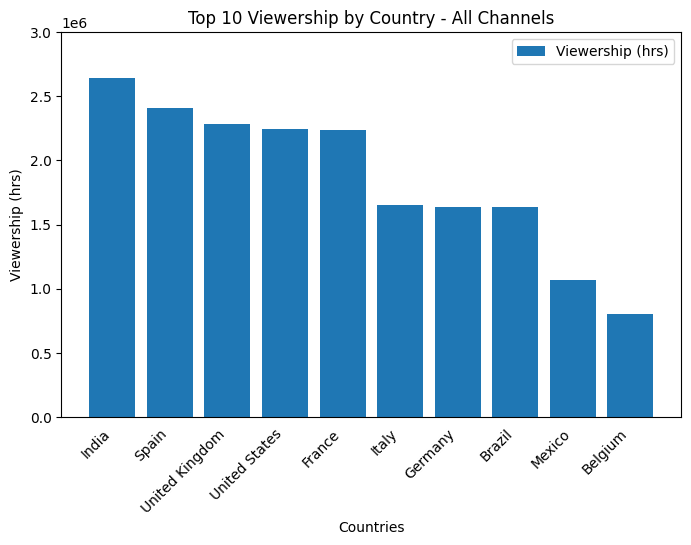 Top 10 Viewership by Country - All Channels
1e6
Viewership (hrs)
3.0
2.5
2.0
1.5
1.0
0.5
0.0
Viewership (hrs)
India
Spain
United Kingdom
United States
France
Italy
Germany
Brazil
Mexico
Belgium
Countries